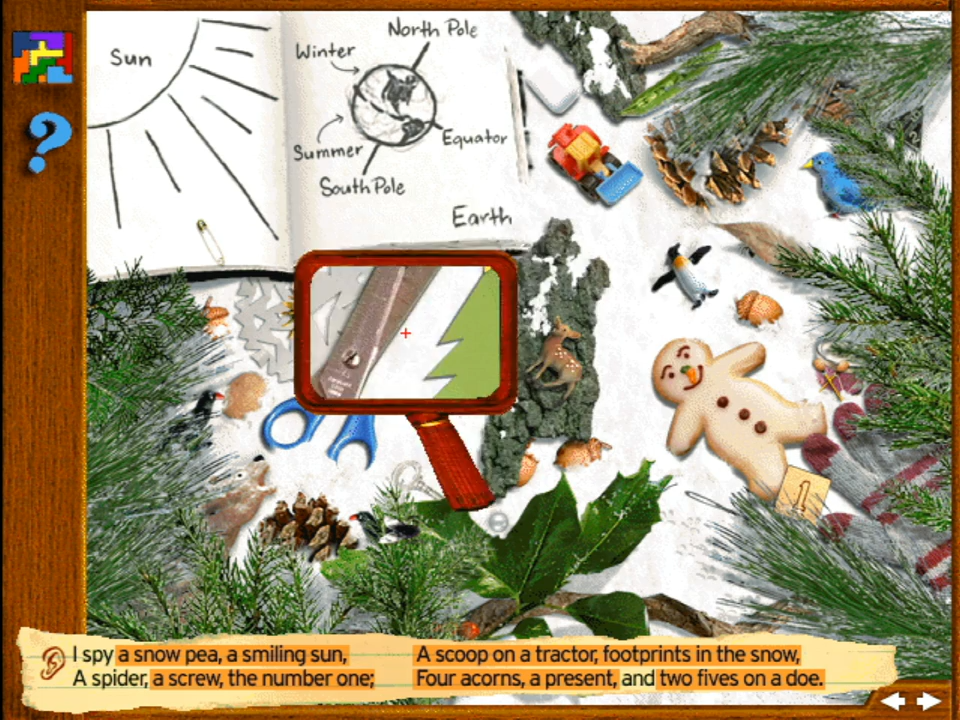 Sun
North Pole
Winter
Summer
Equator
South Pole
Earth
1
I spy a snow pea, a smiling sun,
A spider, a screw, the number one;
A scoop on a tractor, footprints in the snow,
Four acorns, a present, and two fives on a doe.